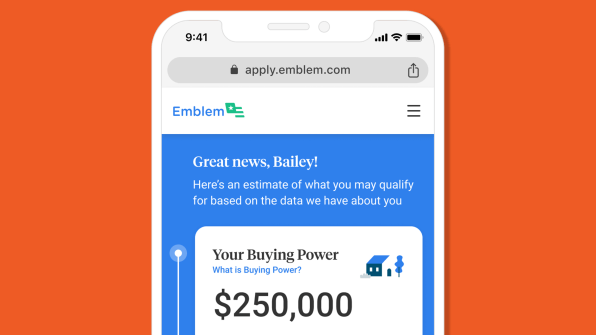 9:41
apply.emblem.com
Emblem
Great news, Bailey!
Here's an estimate of what you may qualify
for based on the data we have about you
Your Buying Power
What is Buying Power?
$250,000